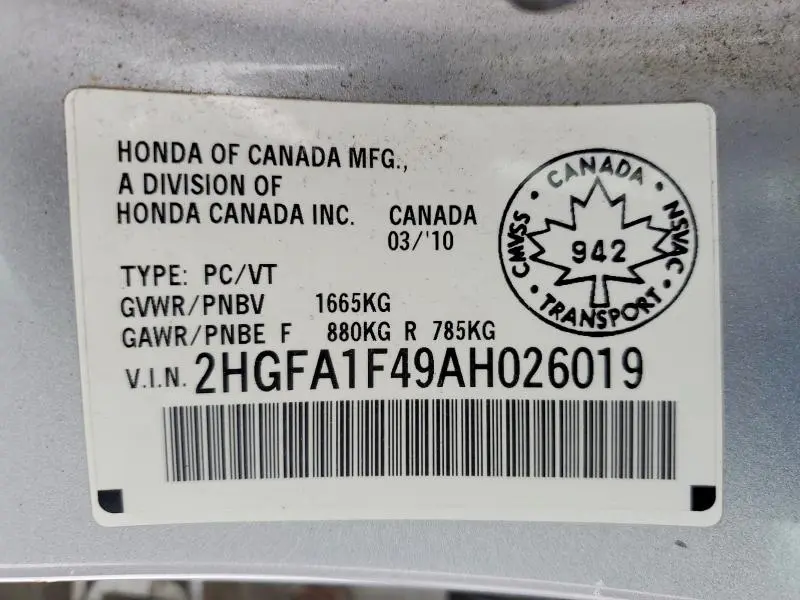 HONDA OF CANADA MFG.,
A DIVISION OF
HONDA CANADA INC. CANADA
03/'10
TYPE: PC/VT
GVWR/PNBV 1665KG
GAWR/PNBE F 880KG R 785KG
V.I.N. 2HGFA1F49AH026019
CANADA
CMVSS
942
NSVAC
TRANSPORT